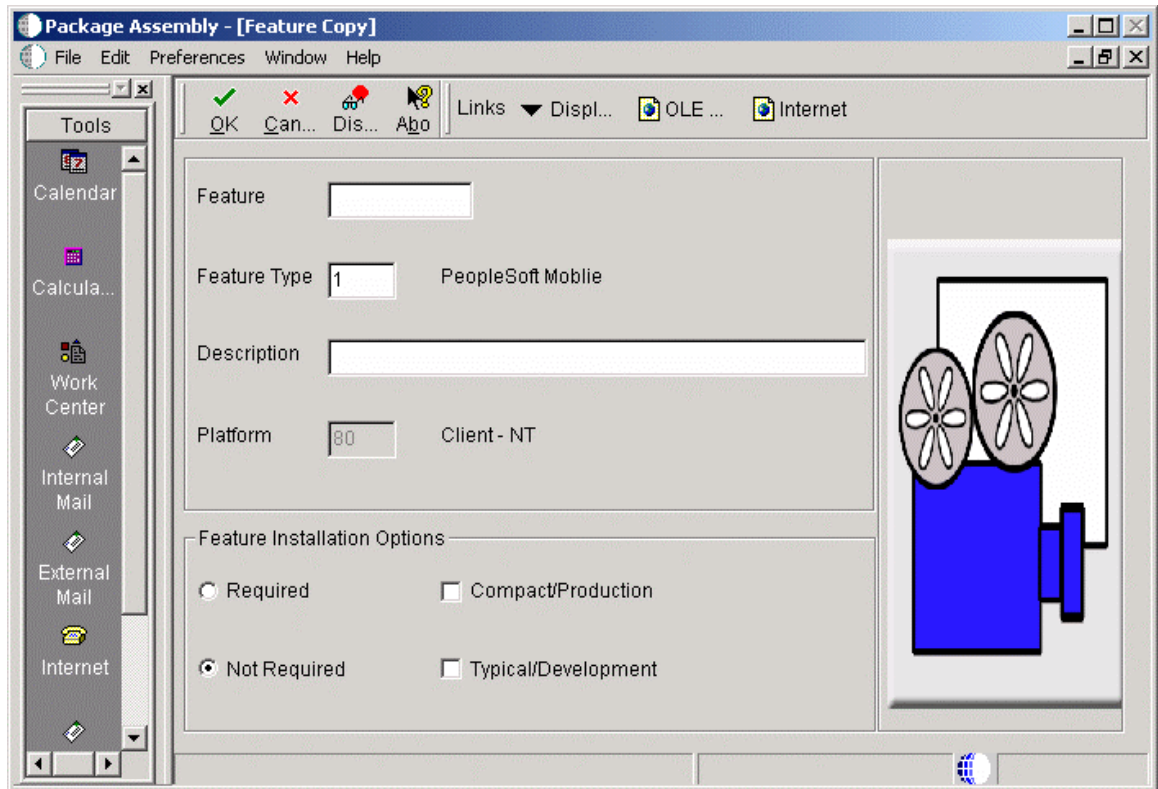 Package Assembly - [Feature Copy]
File Edit Preferences Window Help
Tools
Calendar
Calcula...
Work
Center
Internal
Mail
External
Mail
Internet
OK Can... Dis... Abo Links Displ... OLE ... Internet
Feature
Feature Type 1 PeopleSoft Moblie
Description
Platform 80 Client - NT
Feature Installation Options
Required Compact/Production
Not Required Typical/Development